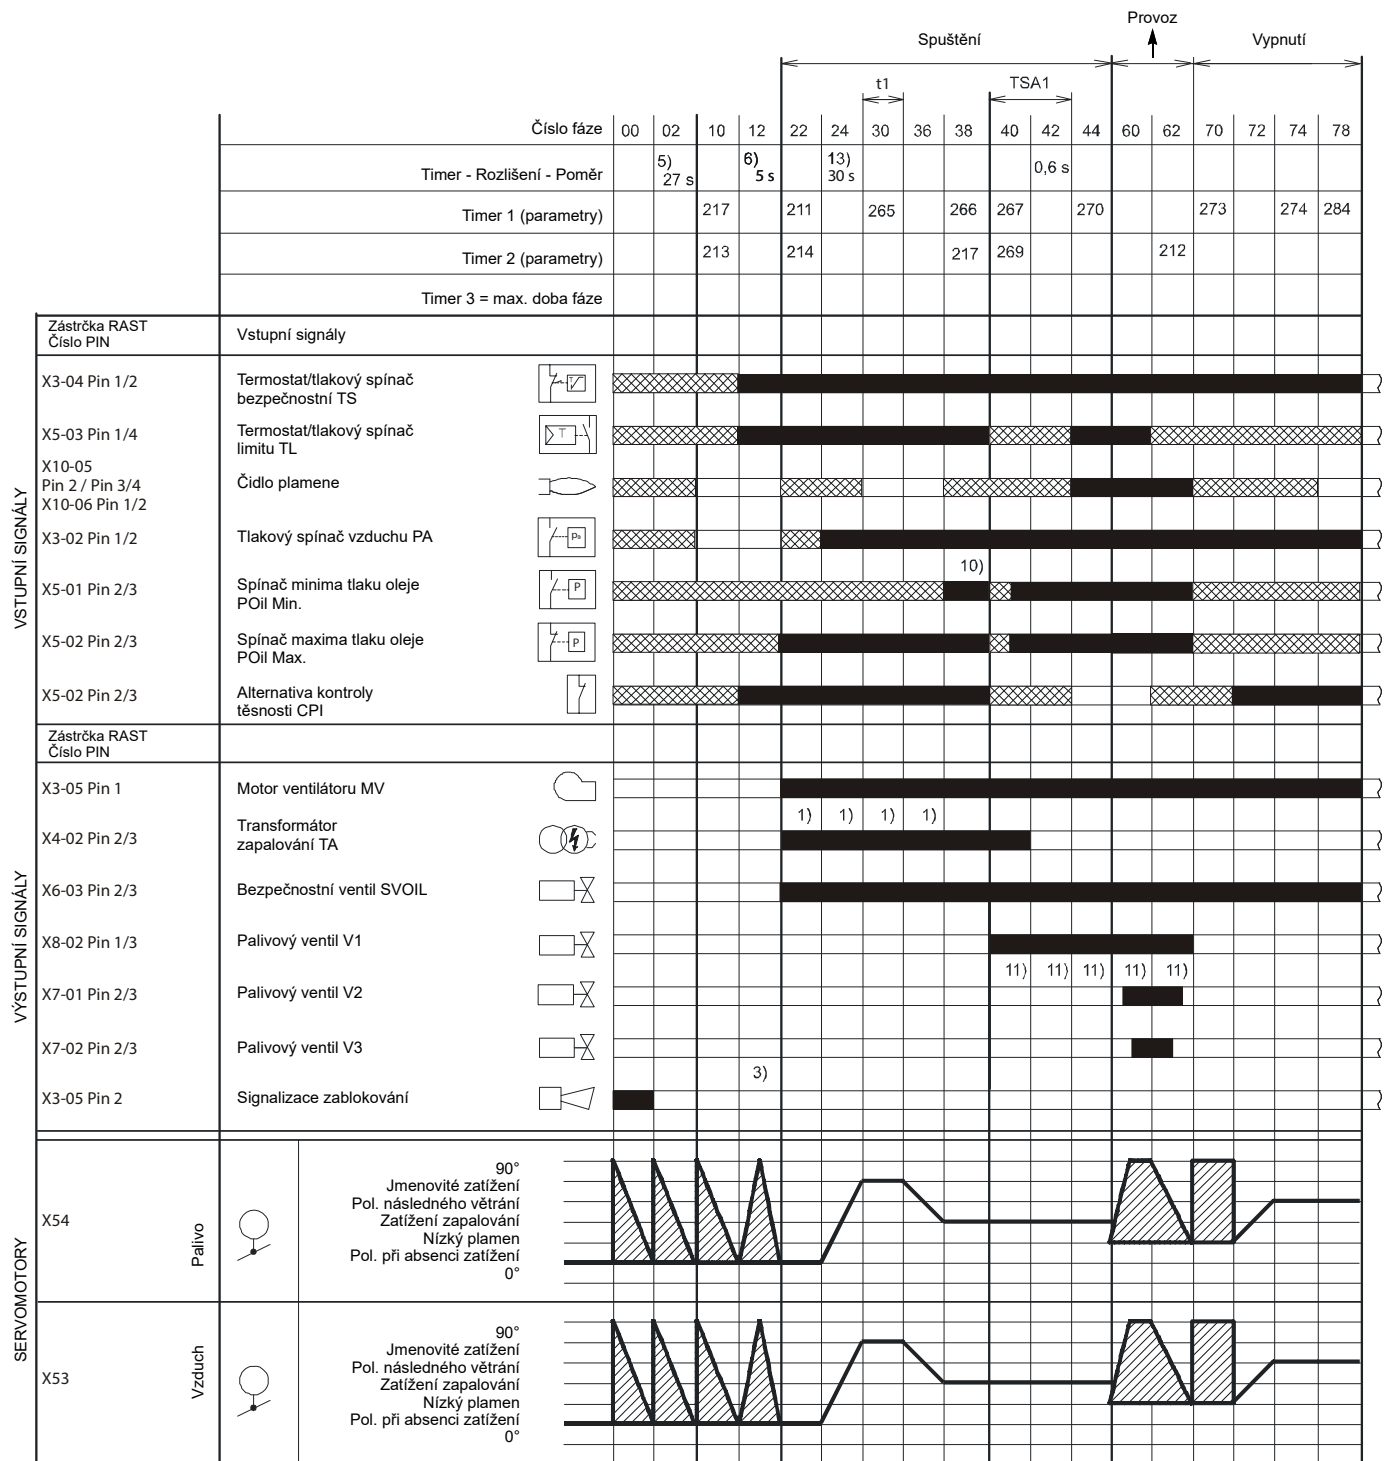 Provoz
Spuštění
Vypnutí
t1
TSA1
Číslo fáze 00 02 10 12 22 24 30 36 38 40 42 44 60 62 70 72 74 78
Timer - Rozlišení - Poměr 5) 27 s 6) 5 s 13) 30 s 0,6 s
Timer 1 (parametry) 217 211 265 266 267 270 273 274 284
Timer 2 (parametry) 213 214 217 269 212
Timer 3 = max. doba fáze
VSTUPNÍ SIGNÁLY
Zástrčka RAST
Číslo PIN
Vstupní signály
X3-04 Pin 1/2
Termostat/tlakový spínač
bezpečnostní TS
X5-03 Pin 1/4
Termostat/tlakový spínač
limitu TL
T
X10-05
Pin 2 / Pin 3/4
X10-06 Pin 1/2
Čidlo plamene
X3-02 Pin 1/2
Tlakový spínač vzduchu PA
10)
X5-01 Pin 2/3
Spínač minima tlaku oleje
POil Min.
P
X5-02 Pin 2/3
Spínač maxima tlaku oleje
POil Max.
P
X5-02 Pin 2/3
Alternativa kontroly
těsnosti CPI
VÝSTUPNÍ SIGNÁLY
Zástrčka RAST
Číslo PIN
X3-05 Pin 1
Motor ventilátoru MV
1) 1) 1) 1)
X4-02 Pin 2/3
Transformátor
zapalování TA
X6-03 Pin 2/3
Bezpečnostní ventil SVOIL
X8-02 Pin 1/3
Palivový ventil V1
11) 11) 11) 11) 11)
X7-01 Pin 2/3
Palivový ventil V2
X7-02 Pin 2/3
Palivový ventil V3
3)
X3-05 Pin 2
Signalizace zablokování
SERVOMOTORY
X54
Palivo
90°
Jmenovité zatížení
Pol. následného větrání
Zatížení zapalování
Nízký plamen
Pol. při absenci zatížení
0°
X53
Vzduch
90°
Jmenovité zatížení
Pol. následného větrání
Zatížení zapalování
Nízký plamen
Pol. při absenci zatížení
0°